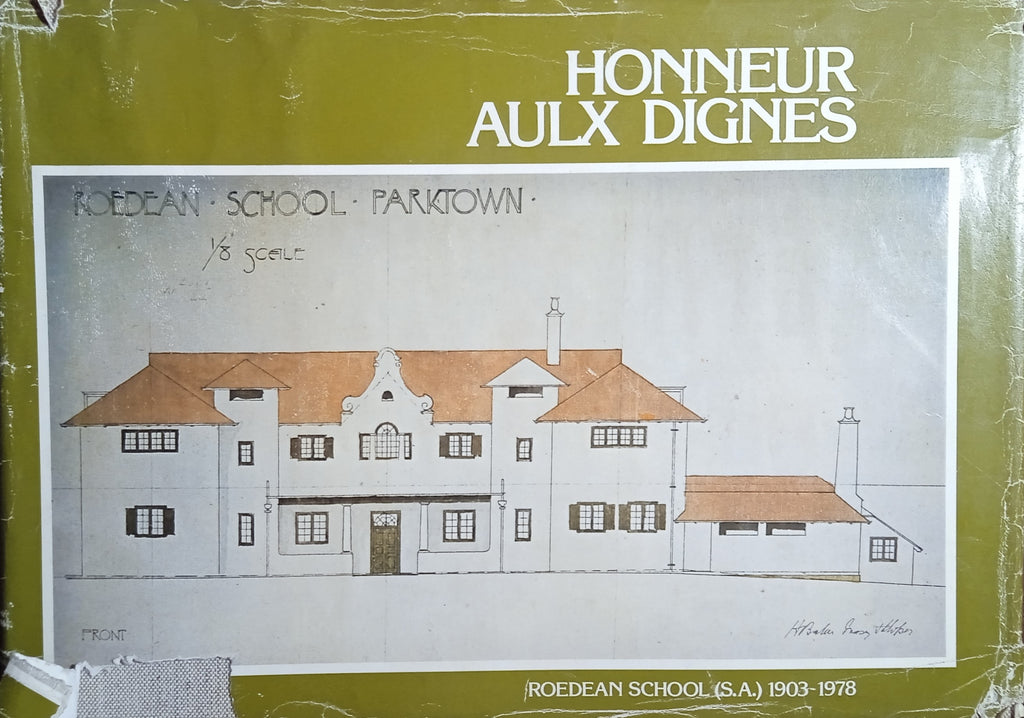 HONNEUR
AULX DIGNES
ROEDEAN · SCHOOL · PARKTOWN ·
1/8 SCALE
FRONT
ROEDEAN SCHOOL (S.A.) 1903-1978